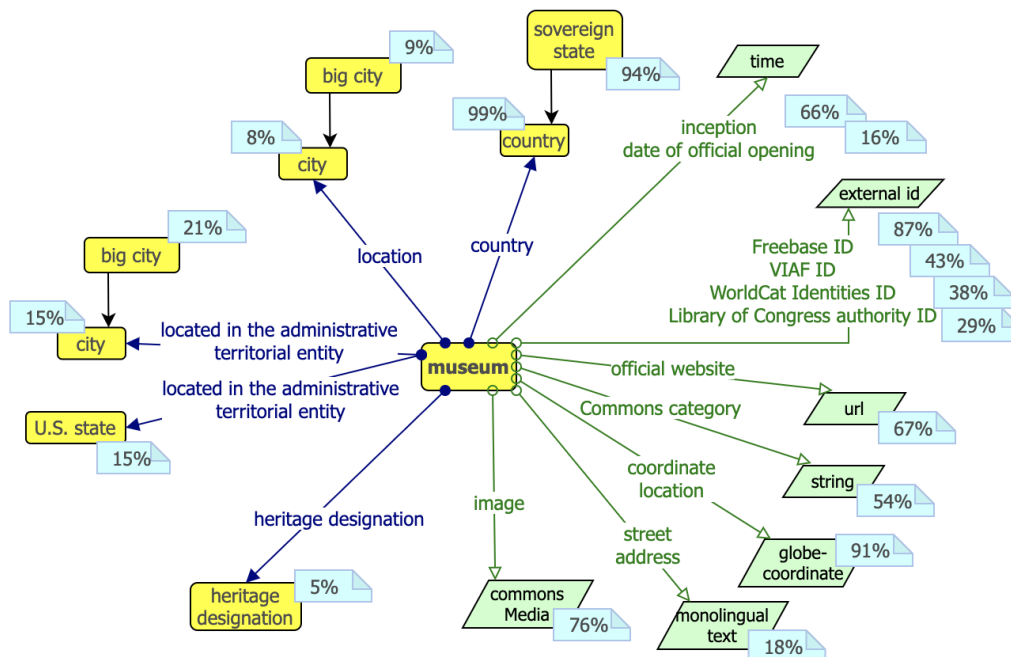 9%
big city
sovereign
state
94%
time
8%
city
99%
country
66%
16%
inception
date of official opening
external id
87%
Freebase ID
43%
VIAF ID
38%
WorldCat Identities ID
29%
Library of Congress authority ID
location
country
21%
big city
15%
city
located in the administrative
territorial entity
located in the administrative
territorial entity
museum
official website
url
67%
Commons category
string
54%
U.S. state
15%
coordinate
location
globe-
coordinate
91%
image
heritage designation
street
address
heritage
designation
5%
commons
Media
76%
monolingual
text
18%